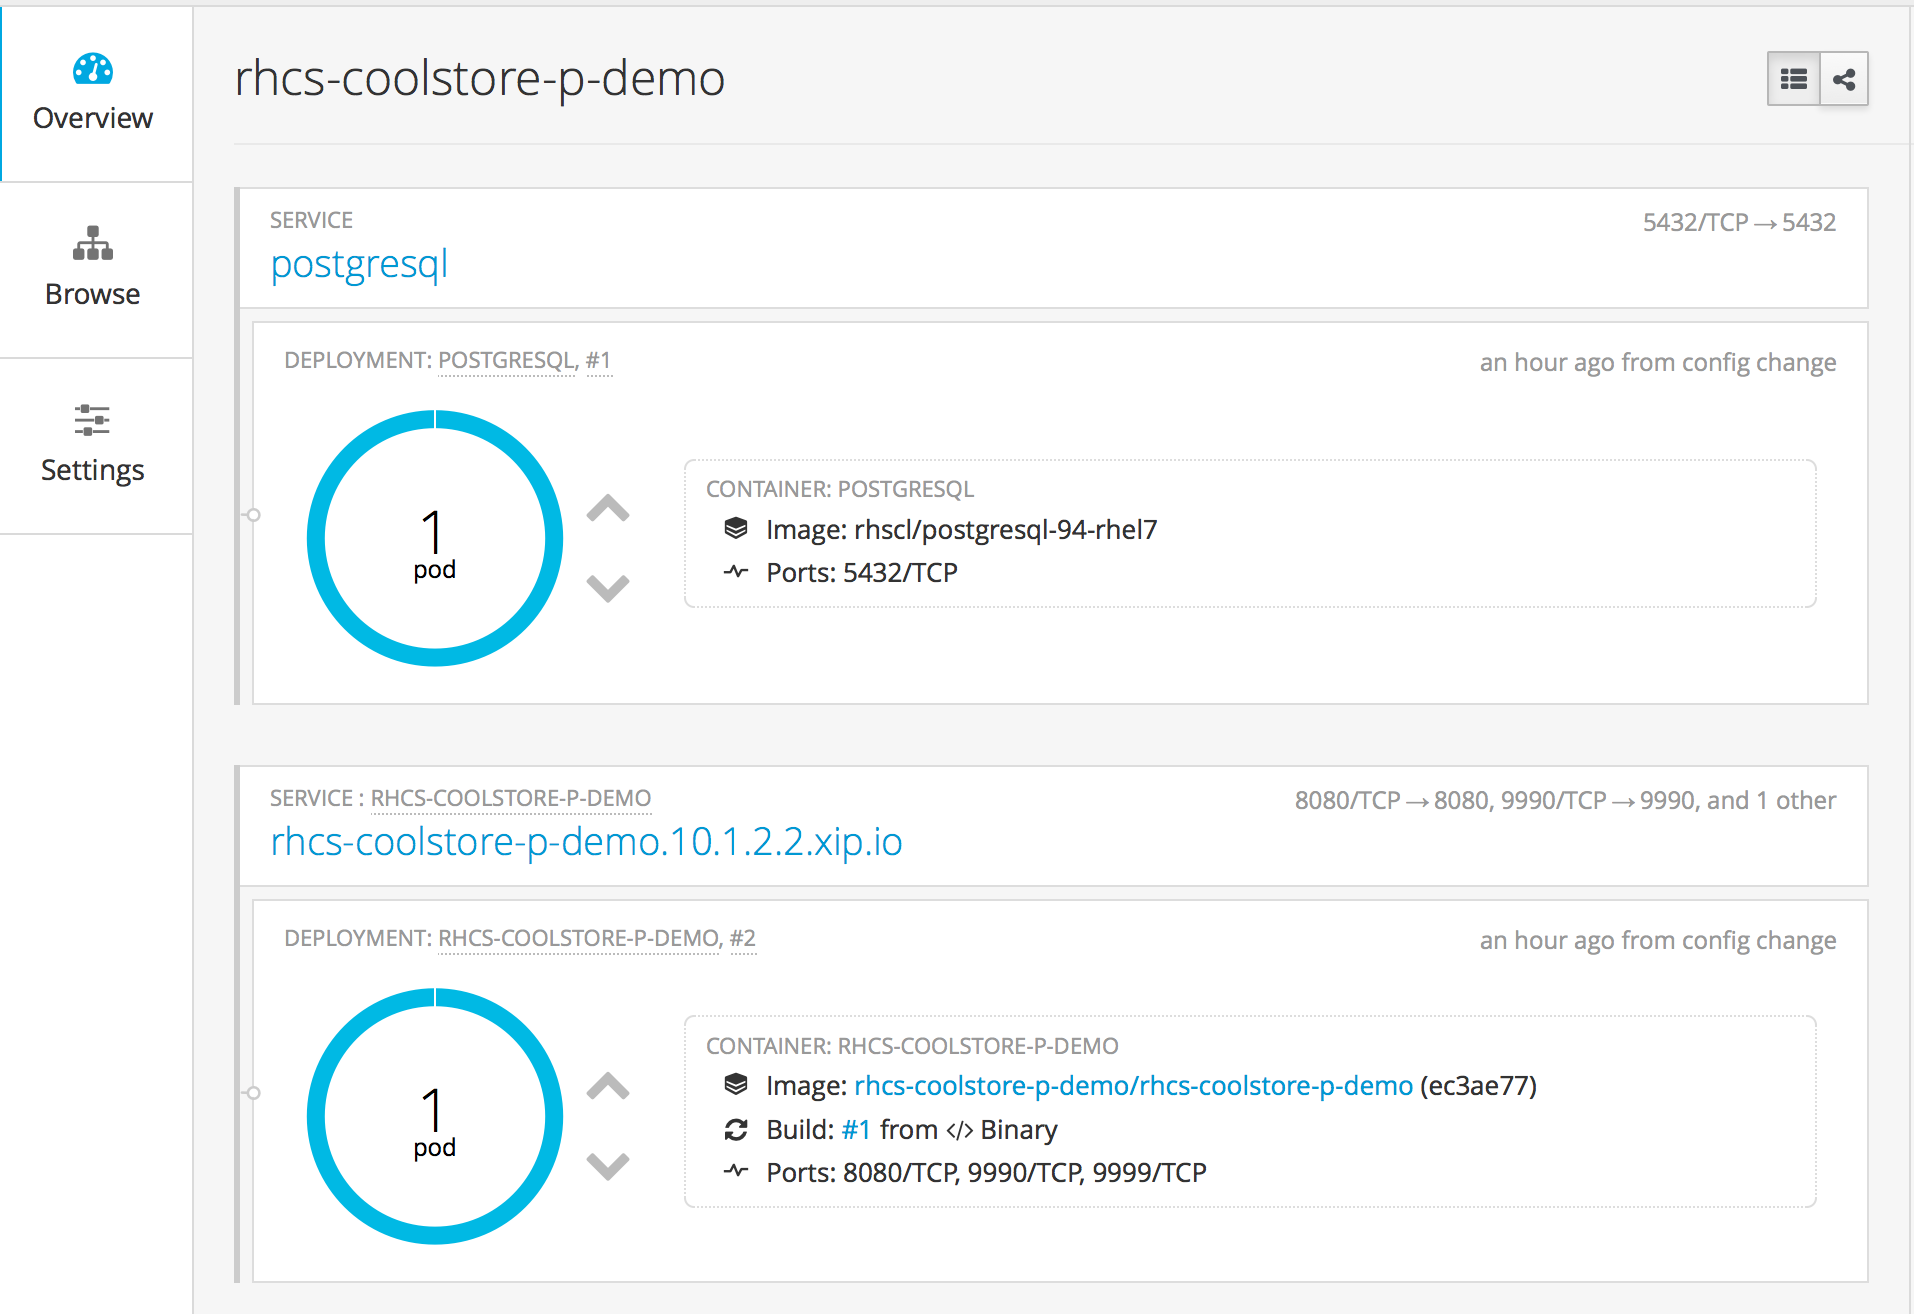 Overview
Browse
Settings
rhcs-coolstore-p-demo
SERVICE
5432/TCP → 5432
postgresql
DEPLOYMENT: POSTGRESQL, #1
an hour ago from config change
1
pod
CONTAINER: POSTGRESQL
Image: rhscl/postgresql-94-rhel7
Ports: 5432/TCP
SERVICE : RHCS-COOLSTORE-P-DEMO
8080/TCP → 8080, 9990/TCP → 9990, and 1 other
rhcs-coolstore-p-demo.10.1.2.2.xip.io
DEPLOYMENT: RHCS-COOLSTORE-P-DEMO, #2
an hour ago from config change
1
pod
CONTAINER: RHCS-COOLSTORE-P-DEMO
Image: rhcs-coolstore-p-demo/rhcs-coolstore-p-demo (ec3ae77)
Build: #1 from </> Binary
Ports: 8080/TCP, 9990/TCP, 9999/TCP